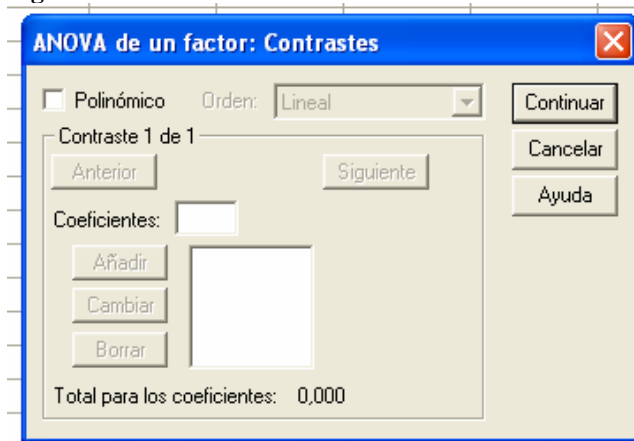 ANOVA de un factor: Contrastes
Polinómico Orden: Lineal
Continuar
Contraste 1 de 1
Cancelar
Anterior Siguiente
Ayuda
Coeficientes:
Añadir
Cambiar
Borrar
Total para los coeficientes: 0,000